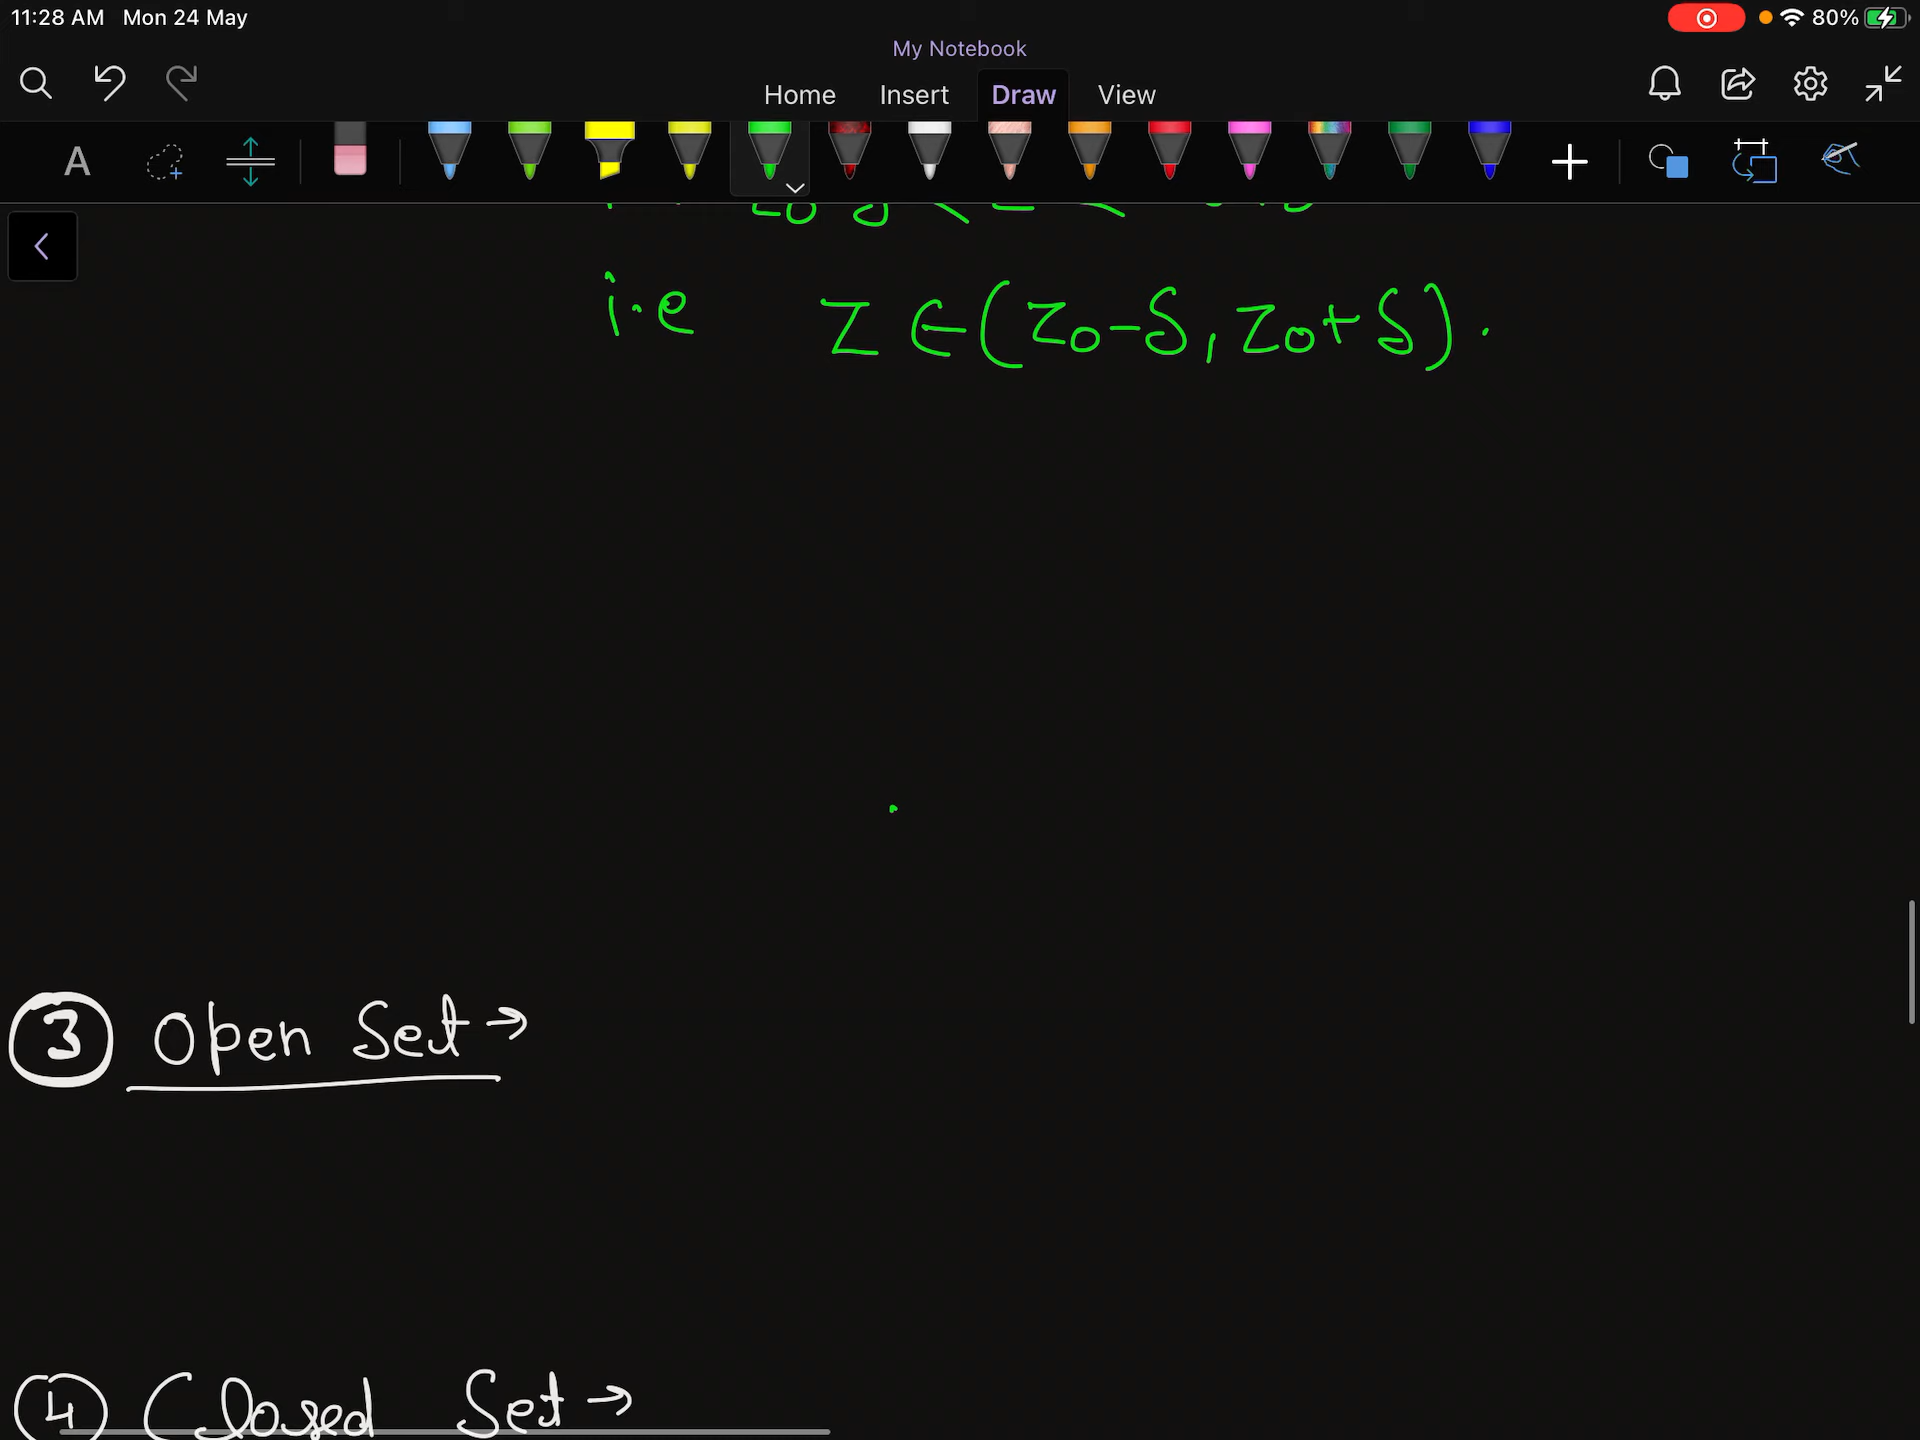 11:28 AM Mon 24 May
80%
My Notebook
Home Insert Draw View
A
i.e Z ∈ (Z₀-δ, Z₀+δ).
③ Open Set →
④ Closed Set →